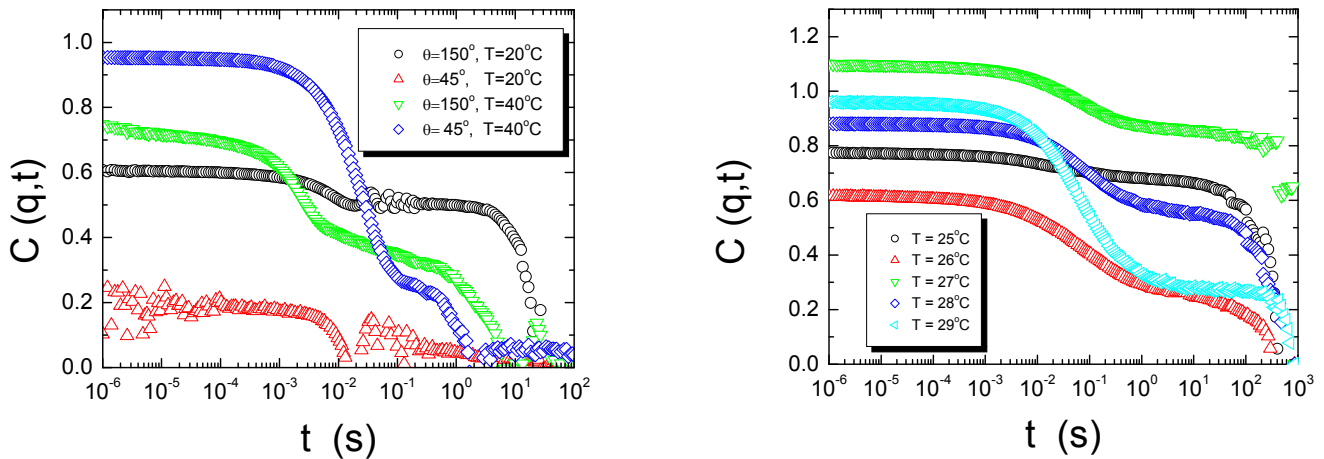 C (q,t)
1.0
0.8
0.6
0.4
0.2
0.0
θ=150°, T=20°C
θ=45°, T=20°C
θ=150°, T=40°C
θ= 45°, T=40°C
10⁻⁶ 10⁻⁵ 10⁻⁴ 10⁻³ 10⁻² 10⁻¹ 10⁰ 10¹ 10²
t (s)
C (q,t)
1.2
1.0
0.8
0.6
0.4
0.2
0.0
T = 25°C
T = 26°C
T = 27°C
T = 28°C
T = 29°C
10⁻⁶ 10⁻⁵ 10⁻⁴ 10⁻³ 10⁻² 10⁻¹ 10⁰ 10¹ 10² 10³
t (s)